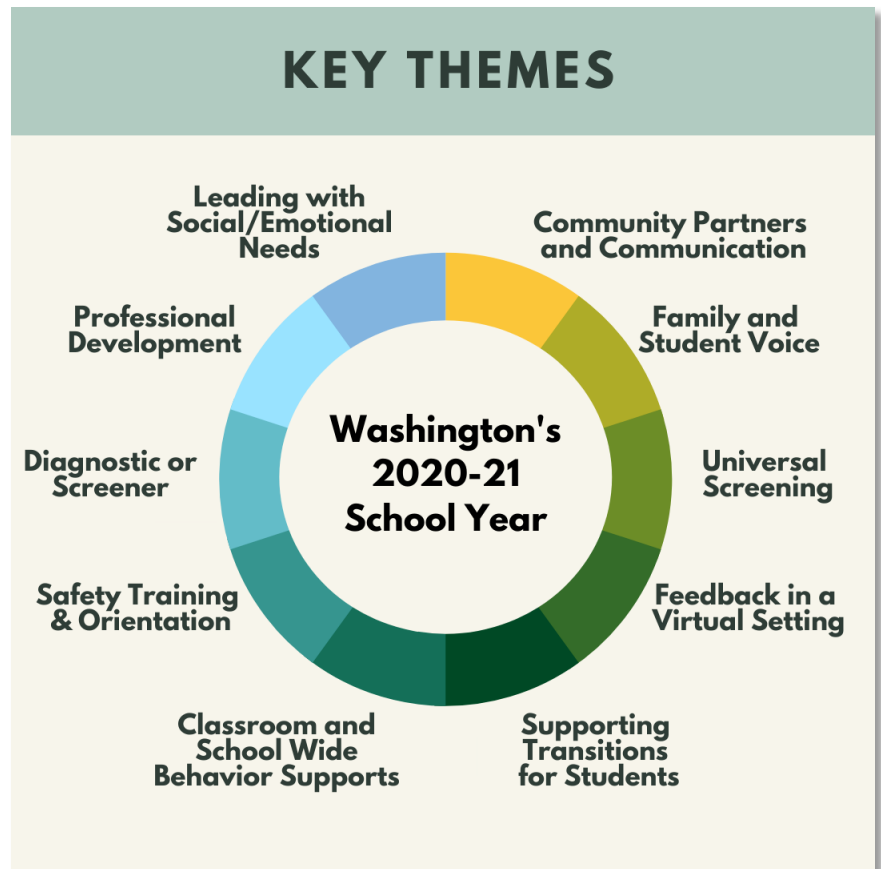 KEY THEMES
Leading with
Social/Emotional
Needs
Community Partners
and Communication
Professional
Development
Family and
Student Voice
Washington's
2020-21
School Year
Diagnostic or
Screener
Universal
Screening
Safety Training
& Orientation
Feedback in a
Virtual Setting
Classroom and
School Wide
Behavior Supports
Supporting
Transitions
for Students